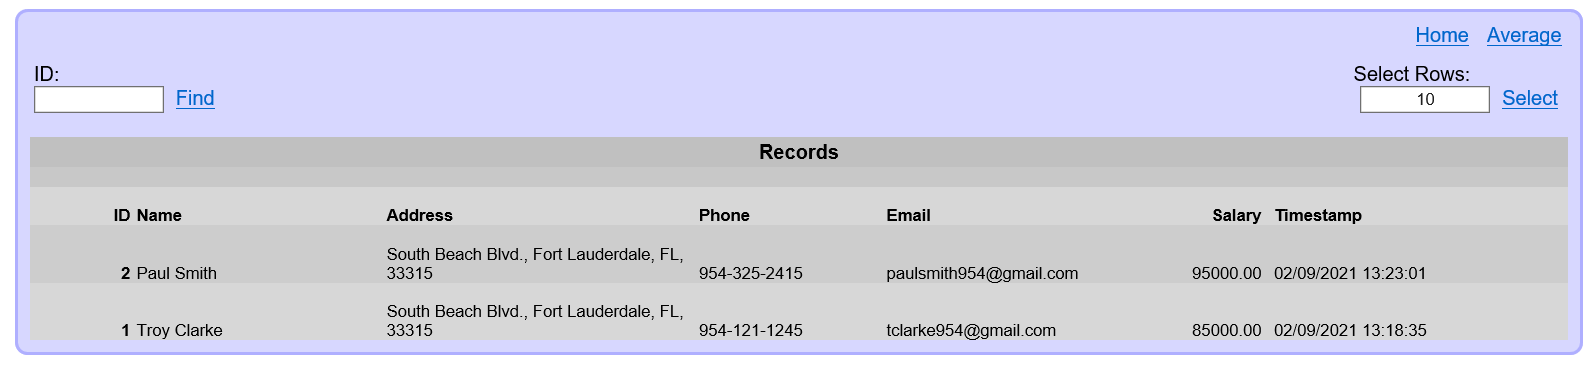 Home Average
ID:
Select Rows:
Find
10 Select
Records
ID Name Address Phone Email Salary Timestamp
South Beach Blvd., Fort Lauderdale, FL,
2 Paul Smith 33315 954-325-2415 paulsmith954@gmail.com 95000.00 02/09/2021 13:23:01
South Beach Blvd., Fort Lauderdale, FL,
1 Troy Clarke 33315 954-121-1245 tclarke954@gmail.com 85000.00 02/09/2021 13:18:35